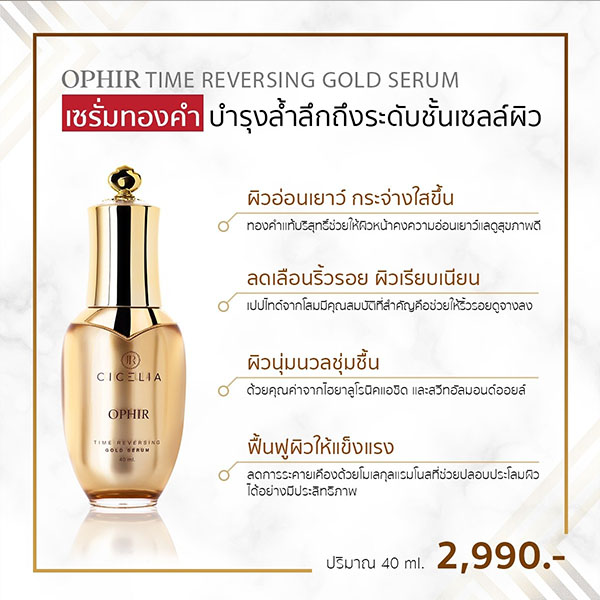 OPHIR TIME REVERSING GOLD SERUM
เซรั่มทองคำ บำรุงล้ำลึกถึงระดับชั้นเซลล์ผิว
ผิวอ่อนเยาว์ กระจ่างใสขึ้น
ทองคำแท้บริสุทธิ์ช่วยให้ผิวหน้าคงความอ่อนเยาว์แลดูสุขภาพดี
ลดเลือนริ้วรอย ผิวเรียบเนียน
เปปไทด์จากโสมมีคุณสมบัติที่สำคัญคือช่วยให้ริ้วรอยดูจางลง
ผิวนุ่มนวลชุ่มชื้น
ด้วยคุณค่าจากไฮยาลูโรนิคแอซิด และสวีทอัลมอนด์ออยล์
ฟื้นฟูผิวให้แข็งแรง
ลดการระคายเคืองด้วยโมเลกุลแรมโนสที่ช่วยปลอบประโลมผิว
ได้อย่างมีประสิทธิภาพ
CICELIA
OPHIR
TIME REVERSING
GOLD SERUM
40 ml.
ปริมาณ 40 ml. 2,990.-